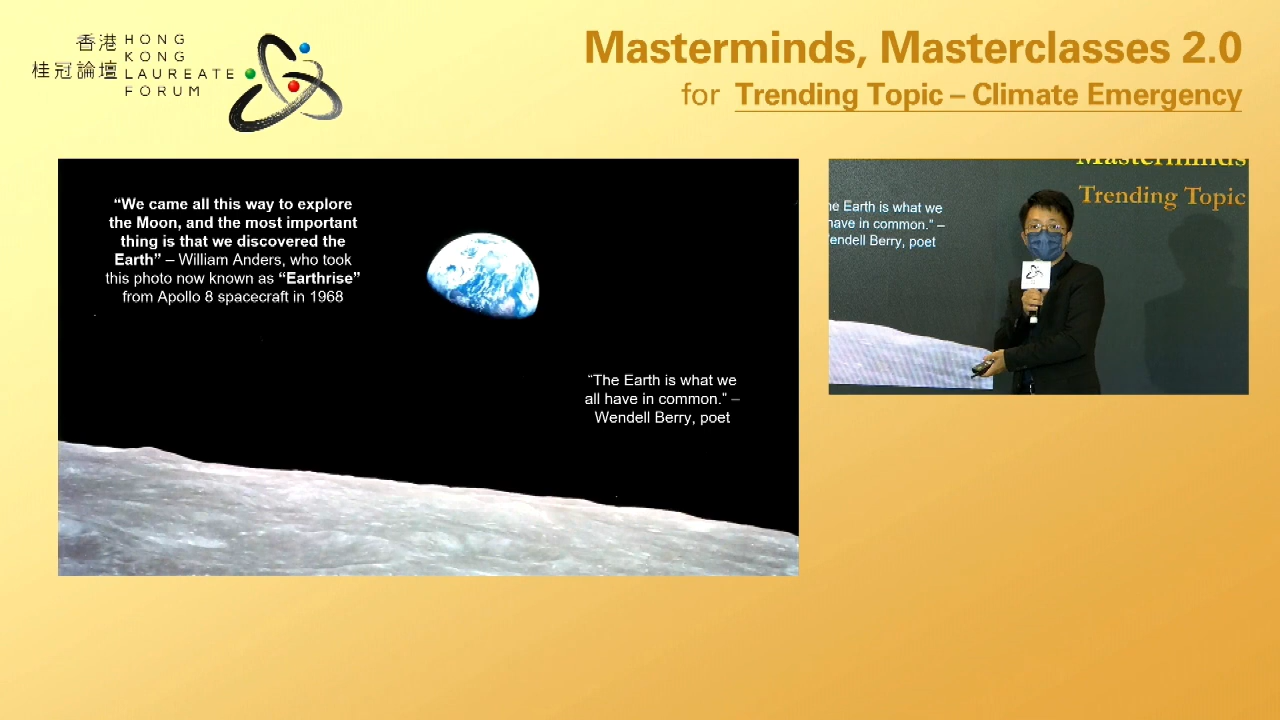 香港
桂冠論壇
HONG
KONG
LAUREATE
FORUM
Masterminds, Masterclasses 2.0
for Trending Topic – Climate Emergency
“We came all this way to explore
the Moon, and the most important
thing is that we discovered the
Earth” – William Anders, who took
this photo now known as “Earthrise”
from Apollo 8 spacecraft in 1968
“The Earth is what we
all have in common.” –
Wendell Berry, poet
Masterminds
Trending Topic
he Earth is what we
have in common.” –
endell Berry, poet